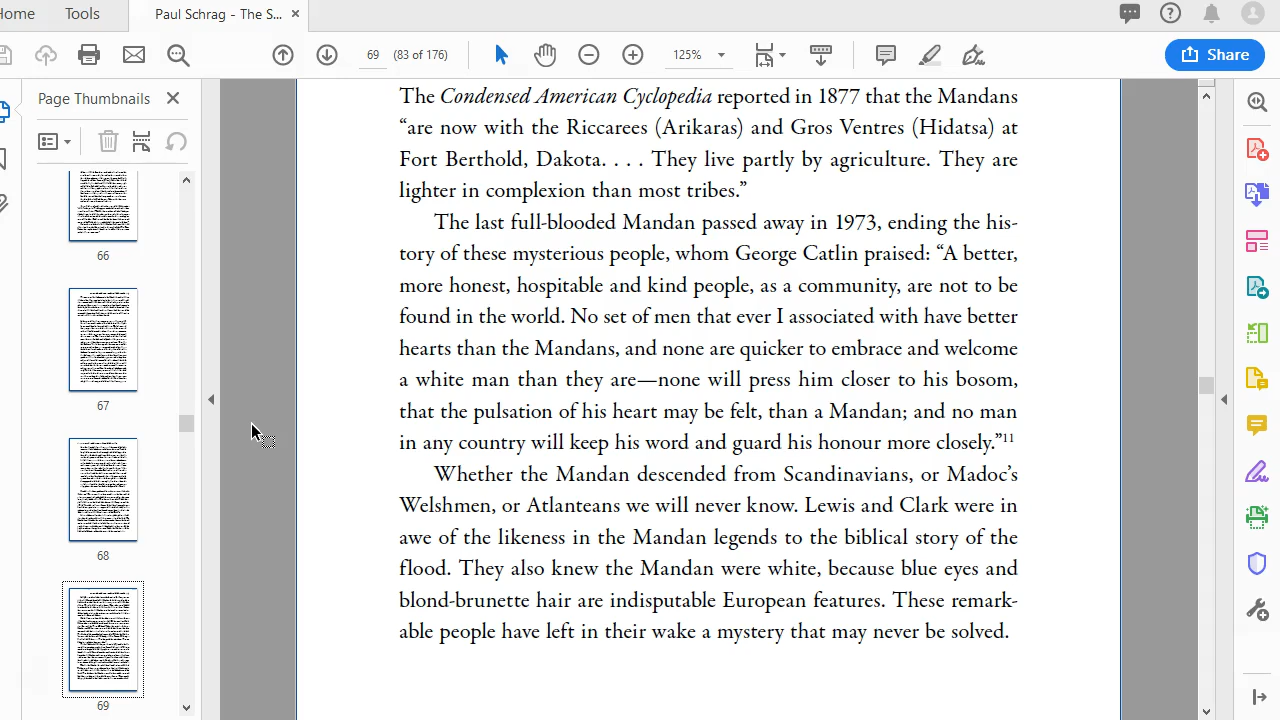 Home
Tools
Paul Schrag - The S...
69
(83 of 176)
125%
Share
Page Thumbnails
66
67
68
69
The Condensed American Cyclopedia reported in 1877 that the Mandans
“are now with the Riccarees (Arikaras) and Gros Ventres (Hidatsa) at
Fort Berthold, Dakota. . . . They live partly by agriculture. They are
lighter in complexion than most tribes.”
The last full-blooded Mandan passed away in 1973, ending the his-
tory of these mysterious people, whom George Catlin praised: “A better,
more honest, hospitable and kind people, as a community, are not to be
found in the world. No set of men that ever I associated with have better
hearts than the Mandans, and none are quicker to embrace and welcome
a white man than they are—none will press him closer to his bosom,
that the pulsation of his heart may be felt, than a Mandan; and no man
in any country will keep his word and guard his honour more closely.”11
Whether the Mandan descended from Scandinavians, or Madoc’s
Welshmen, or Atlanteans we will never know. Lewis and Clark were in
awe of the likeness in the Mandan legends to the biblical story of the
flood. They also knew the Mandan were white, because blue eyes and
blond-brunette hair are indisputable European features. These remark-
able people have left in their wake a mystery that may never be solved.